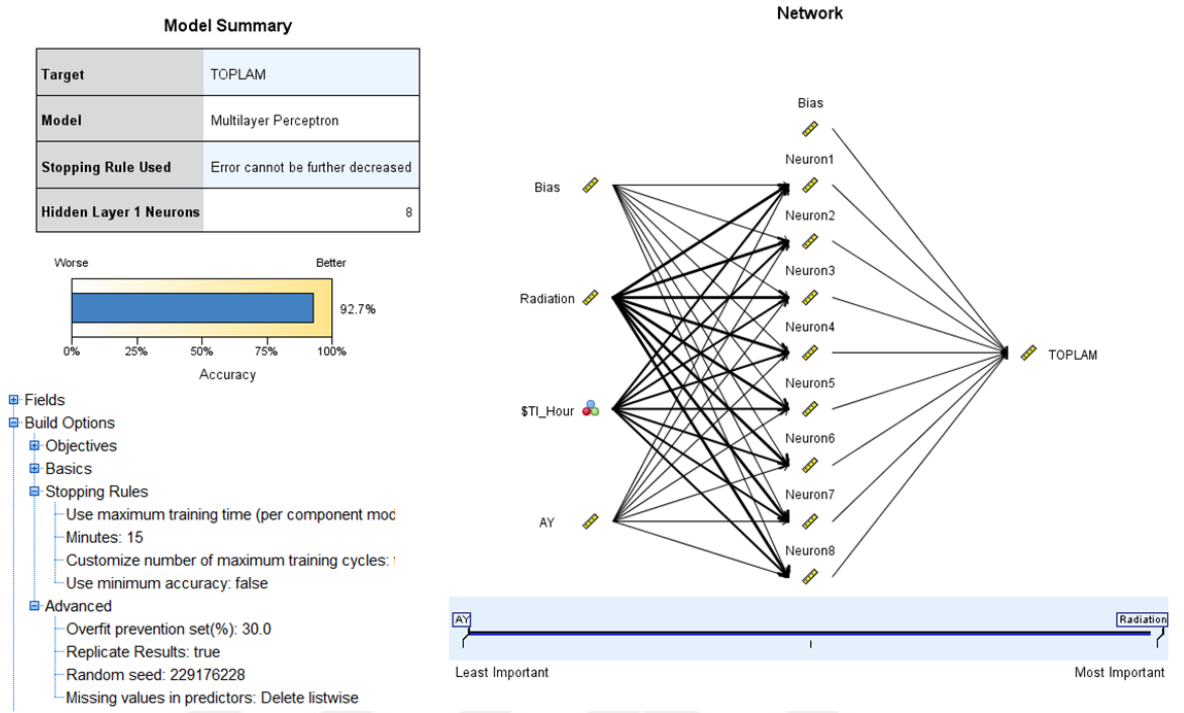 Model Summary
Target TOPLAM
Model Multilayer Perceptron
Stopping Rule Used Error cannot be further decreased
Hidden Layer 1 Neurons 8
Worse Better
92.7%
0% 25% 50% 75% 100%
Accuracy
Fields
Build Options
Objectives
Basics
Stopping Rules
Use maximum training time (per component mod
Minutes: 15
Customize number of maximum training cycles:
Use minimum accuracy: false
Advanced
Overfit prevention set(%): 30.0
Replicate Results: true
Random seed: 229176228
Missing values in predictors: Delete listwise
Network
Bias
Radiation
$TI_Hour
AY
Bias
Neuron1
Neuron2
Neuron3
Neuron4
Neuron5
Neuron6
Neuron7
Neuron8
TOPLAM
AY Radiation
Least Important Most Important